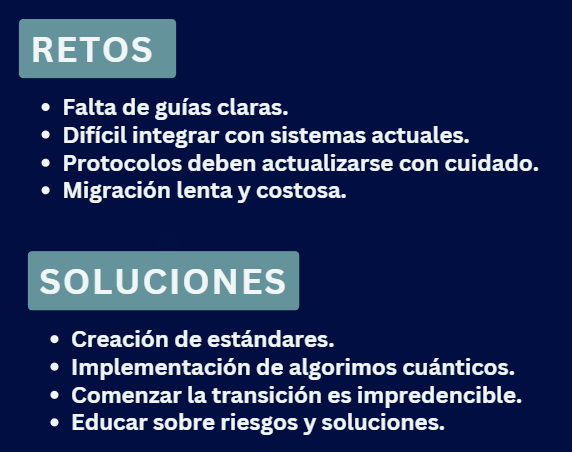 RETOS
• Falta de guías claras.
• Difícil integrar con sistemas actuales.
• Protocolos deben actualizarse con cuidado.
• Migración lenta y costosa.
SOLUCIONES
• Creación de estándares.
• Implementación de algorimos cuánticos.
• Comenzar la transición es impredencible.
• Educar sobre riesgos y soluciones.